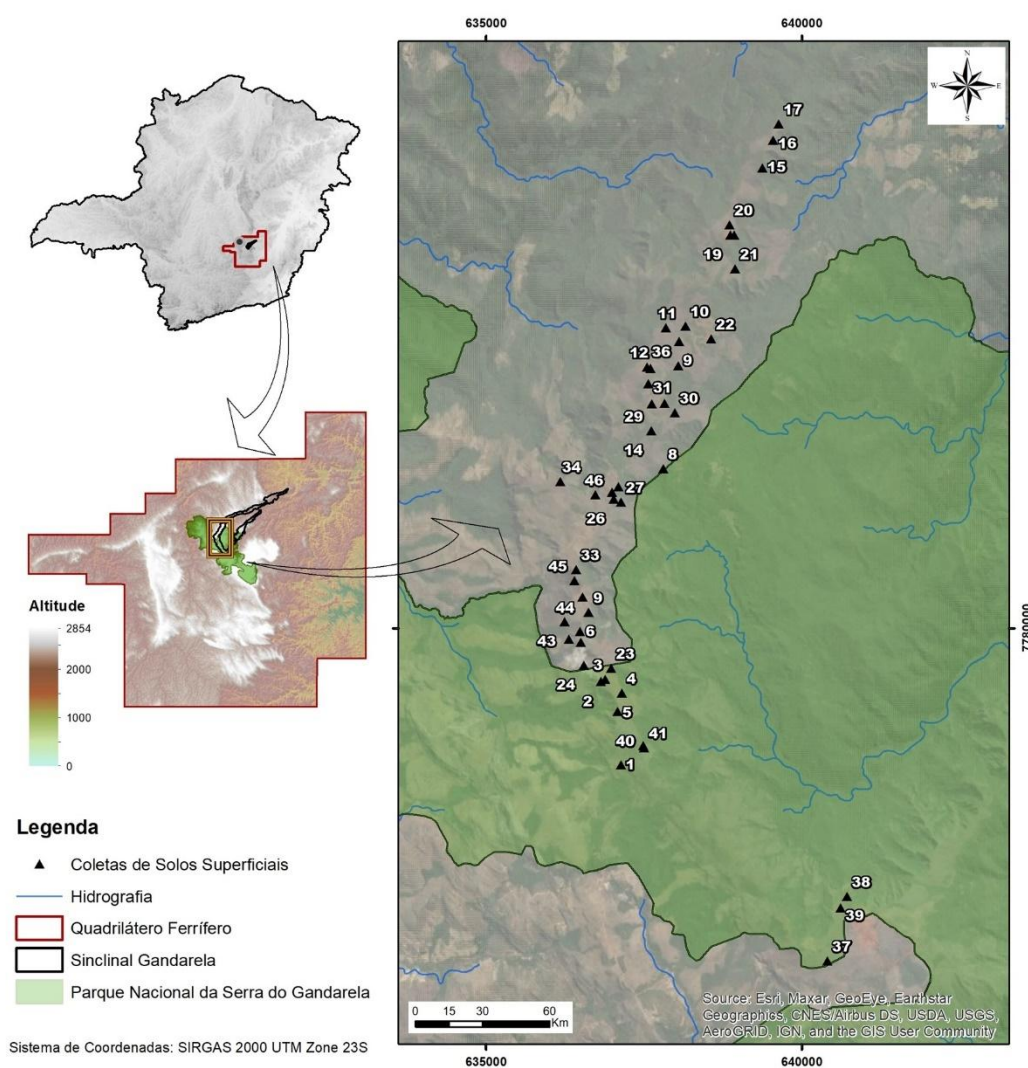 635000
640000
N
W
E
S
17
16
15
20
19
21
11
10
22
12
36
9
31
30
29
14
8
34
46
27
26
33
45
9
44
6
43
3
23
24
4
2
5
40
41
1
38
39
37
7780000
Altitude
2854
2000
1000
0
Legenda
Coletas de Solos Superficiais
Hidrografia
Quadrilátero Ferrífero
Sinclinal Gandarela
Parque Nacional da Serra do Gandarela
Sistema de Coordenadas: SIRGAS 2000 UTM Zone 23S
0 15 30 60
Km
Source: Esri, Maxar, GeoEye, Earthstar
Geographics, CNES/Airbus DS, USDA, USGS,
AeroGRID, IGN, and the GIS User Community
635000
640000